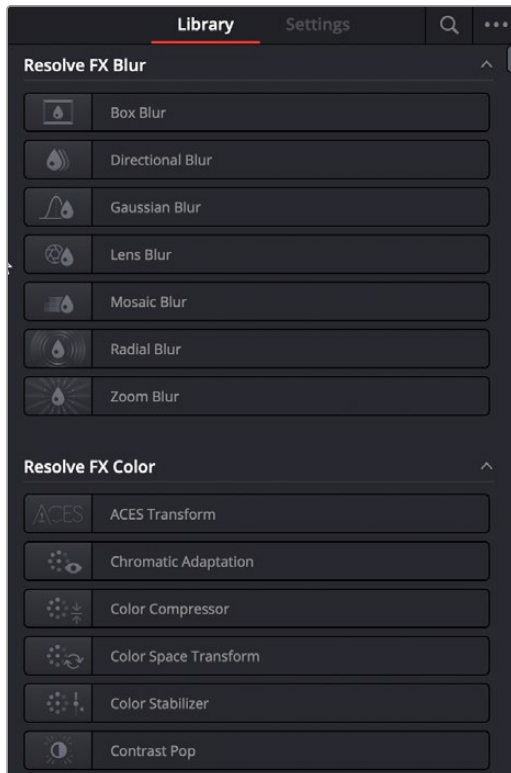 Library Settings
Resolve FX Blur
Box Blur
Directional Blur
Gaussian Blur
Lens Blur
Mosaic Blur
Radial Blur
Zoom Blur
Resolve FX Color
ACES ACES Transform
Chromatic Adaptation
Color Compressor
Color Space Transform
Color Stabilizer
Contrast Pop